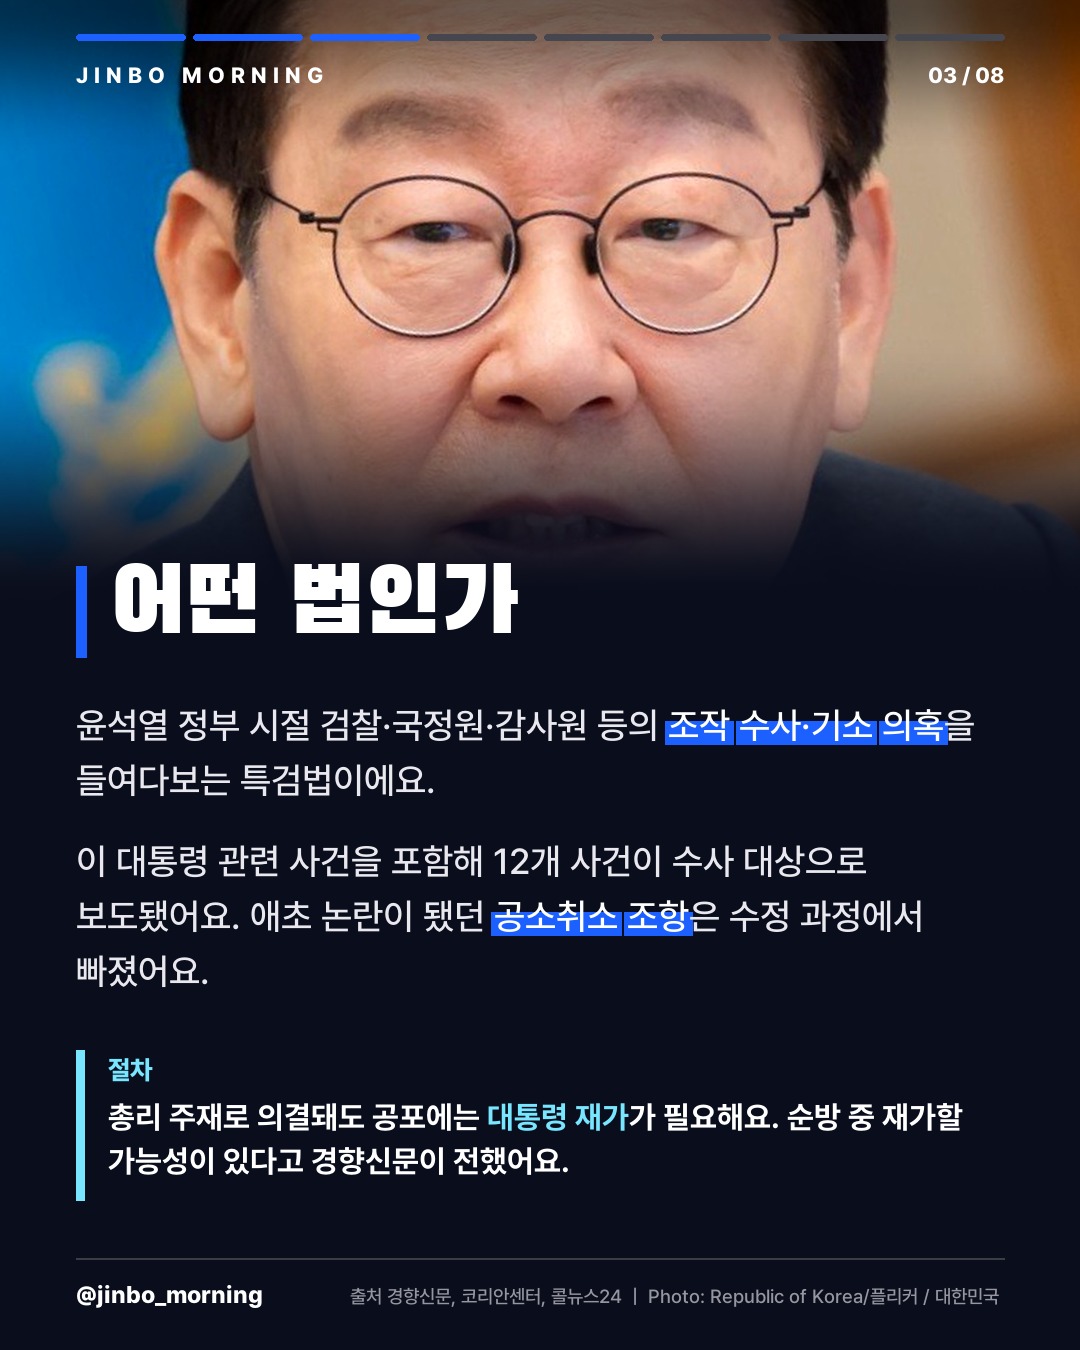 JINBO MORNING
03 / 08
어떤 법인가
윤석열 정부 시절 검찰·국정원·감사원 등의 조작 수사·기소 의혹을
들여다보는 특검법이에요.
이 대통령 관련 사건을 포함해 12개 사건이 수사 대상으로
보도됐어요. 애초 논란이 됐던 공소취소 조항은 수정 과정에서
빠졌어요.
절차
총리 주재로 의결돼도 공포에는 대통령 재가가 필요해요. 순방 중 재가할
가능성이 있다고 경향신문이 전했어요.
@jinbo_morning
출처 경향신문, 코리안센터, 콜뉴스24 | Photo: Republic of Korea/플리커 / 대한민국